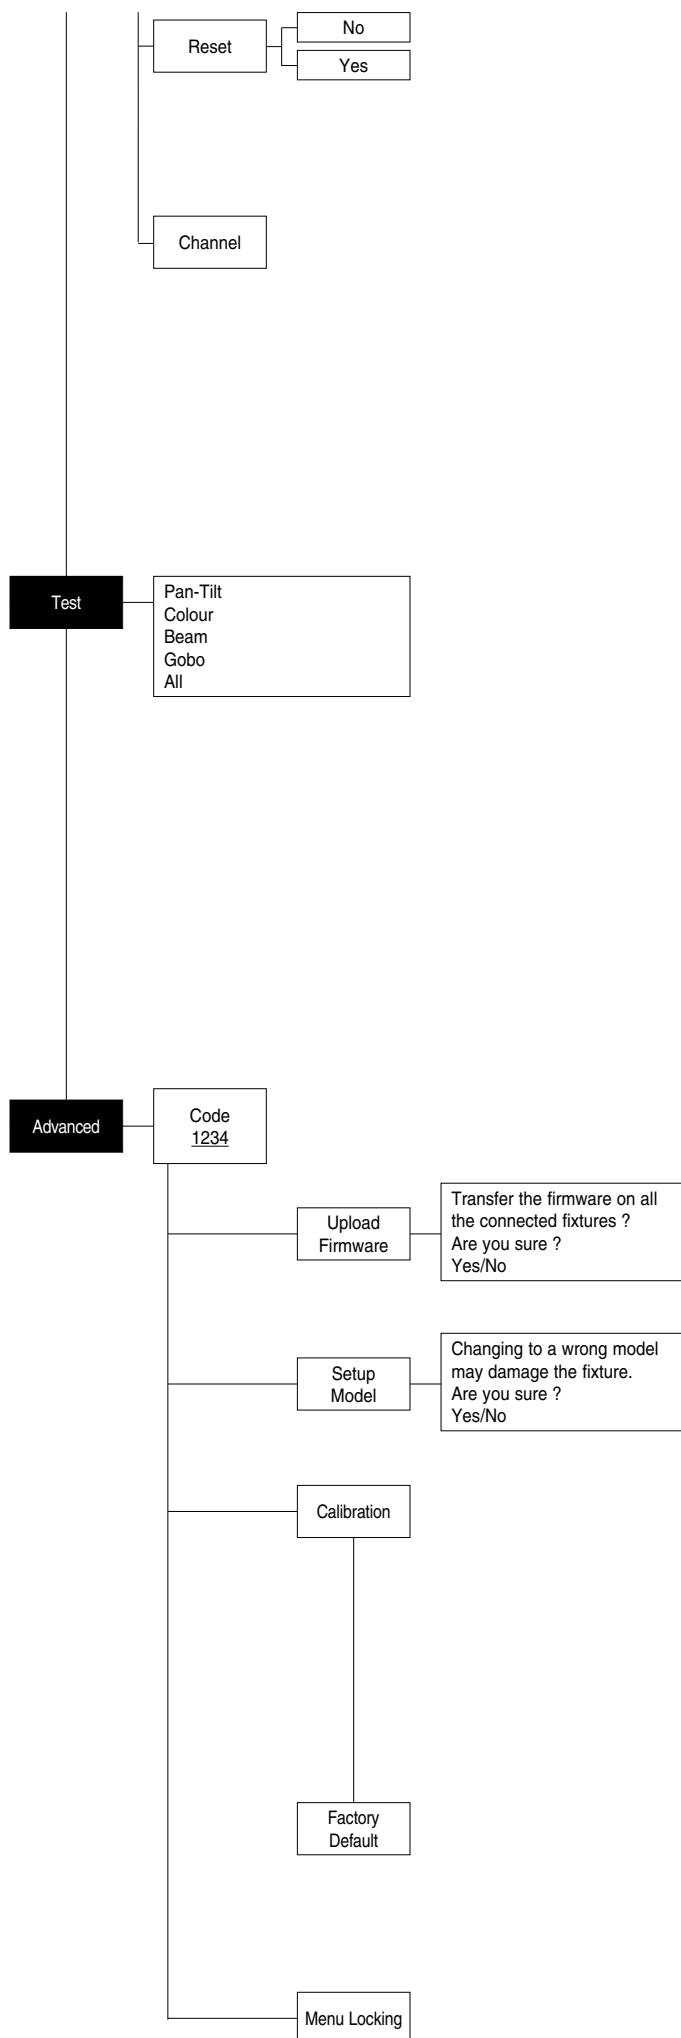 Reset
No
Yes
Channel
Test
Pan-Tilt
Colour
Beam
Gobo
All
Advanced
Code
1234
Upload
Firmware
Transfer the firmware on all
the connected fixtures ?
Are you sure ?
Yes/No
Setup
Model
Changing to a wrong model
may damage the fixture.
Are you sure ?
Yes/No
Calibration
Factory
Default
Menu Locking